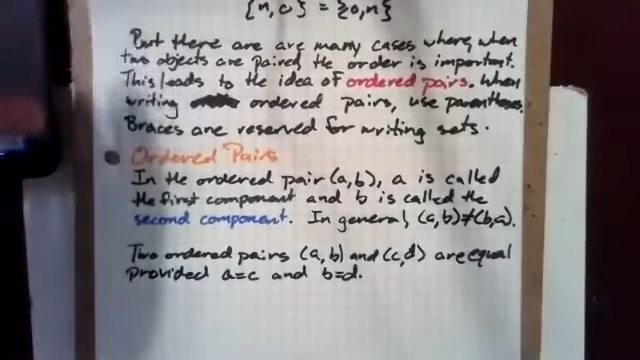 {n, o} = {o, n}
But there are are many cases where, when
two objects are paired, the order is important.
This leads to the idea of ordered pairs. When
writing ordered pairs, use parentheses.
Braces are reserved for writing sets.
Ordered Pairs
In the ordered pair (a, b), a is called
the first component and b is called the
second component. In general, (a, b) ≠ (b, a).
Two ordered pairs (a, b) and (c, d) are equal
provided a = c and b = d.